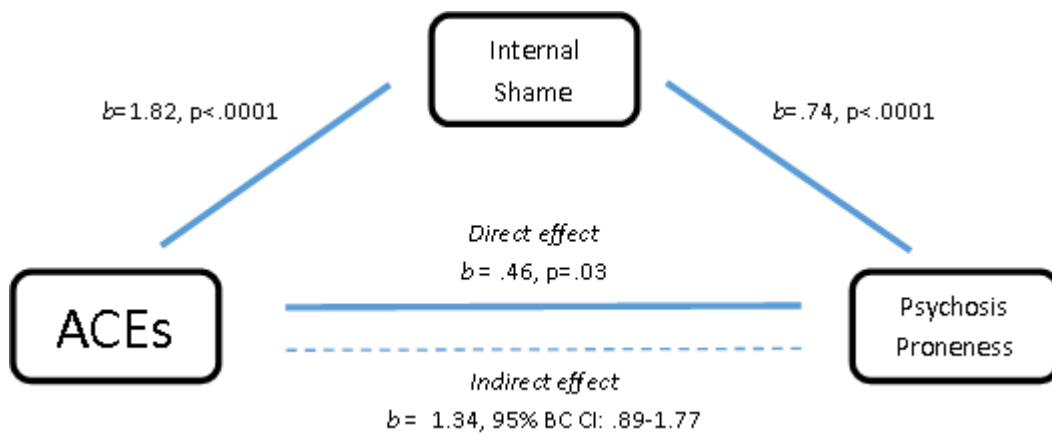 Internal
Shame
b=1.82, p<.0001
b=.74, p<.0001
Direct effect
b = .46, p=.03
ACEs
Psychosis
Proneness
Indirect effect
b = 1.34, 95% BC CI: .89-1.77